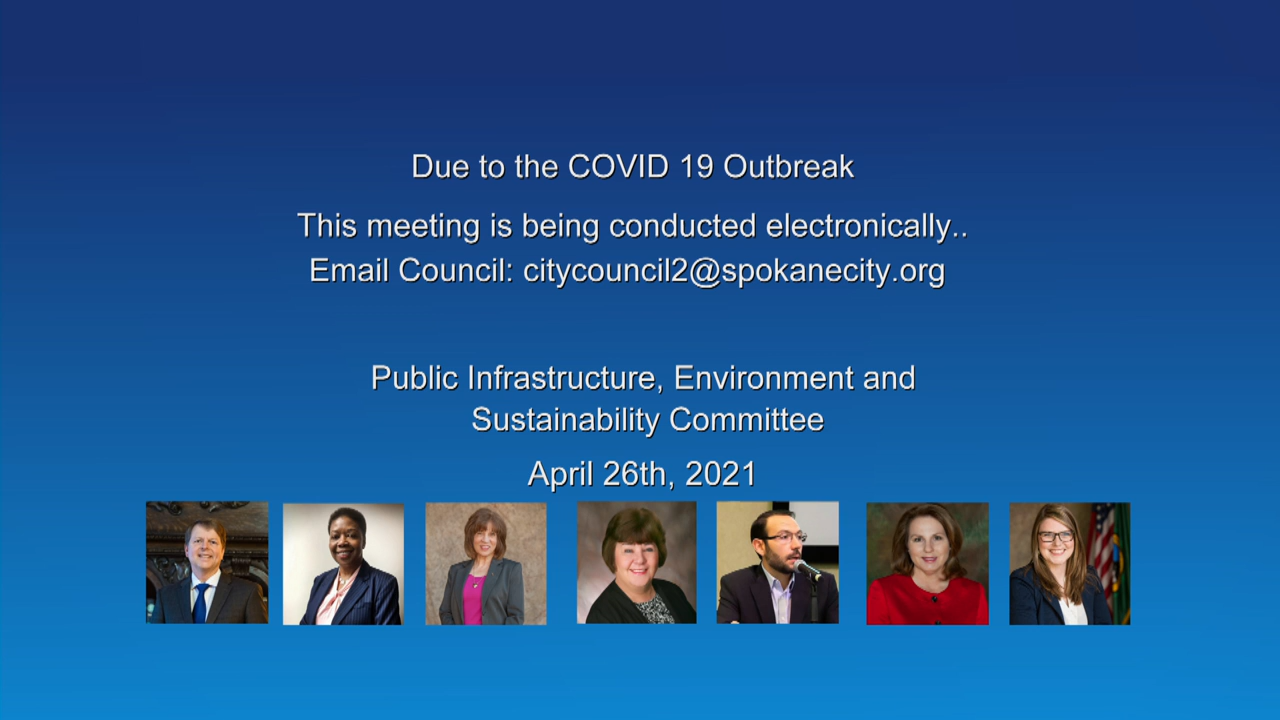 Due to the COVID 19 Outbreak
This meeting is being conducted electronically..
Email Council: citycouncil2@spokanecity.org
Public Infrastructure, Environment and
Sustainability Committee
April 26th, 2021